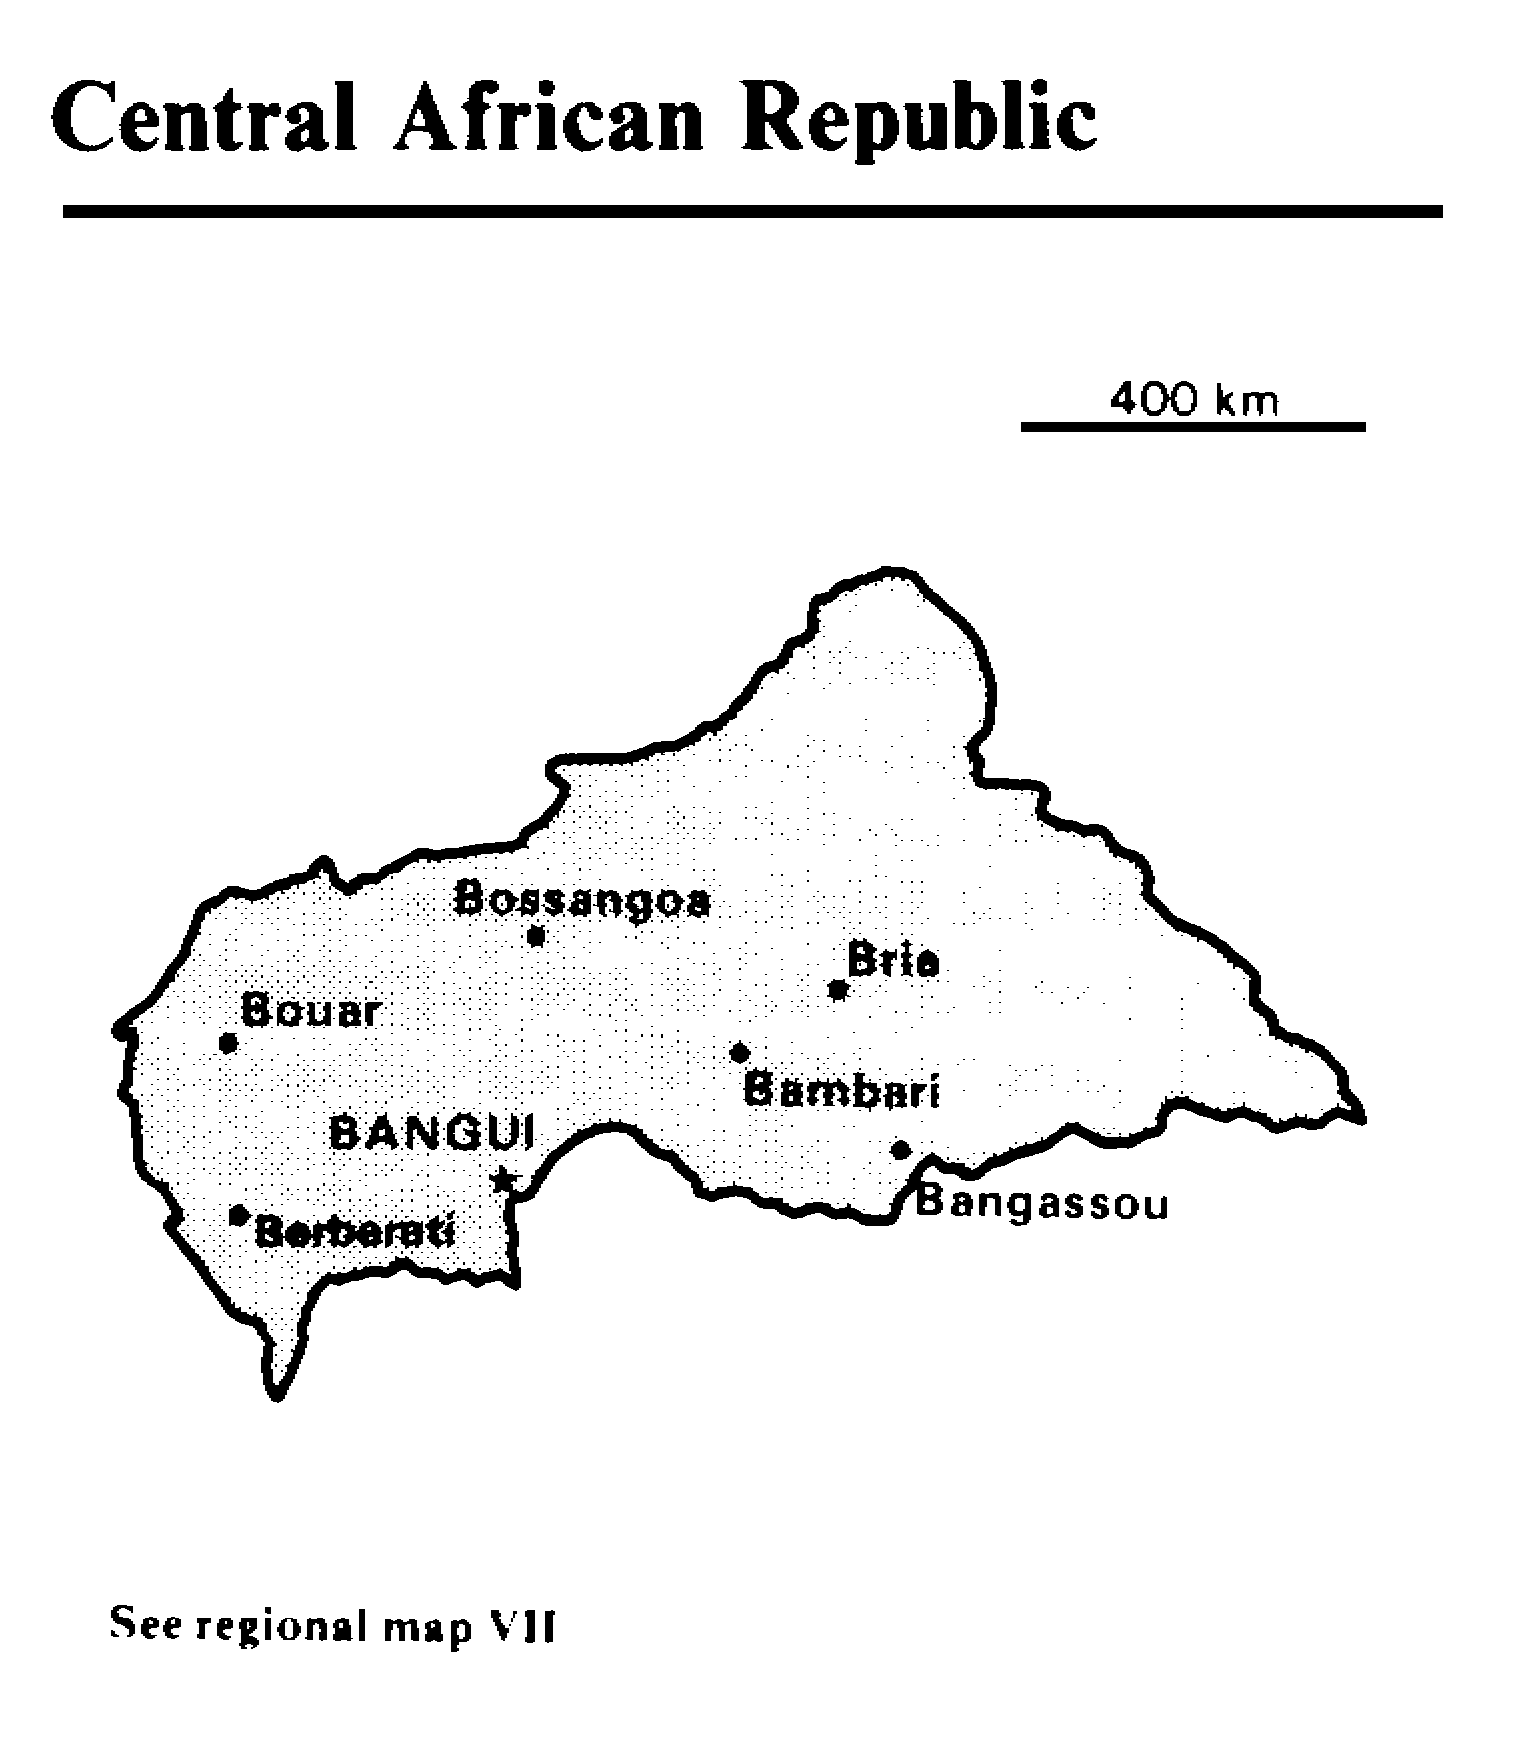 Central African Republic
400 km
Bossangoa
Bria
Bouar
Bambari
BANGUI
Bangassou
Berberati
See regional map VII